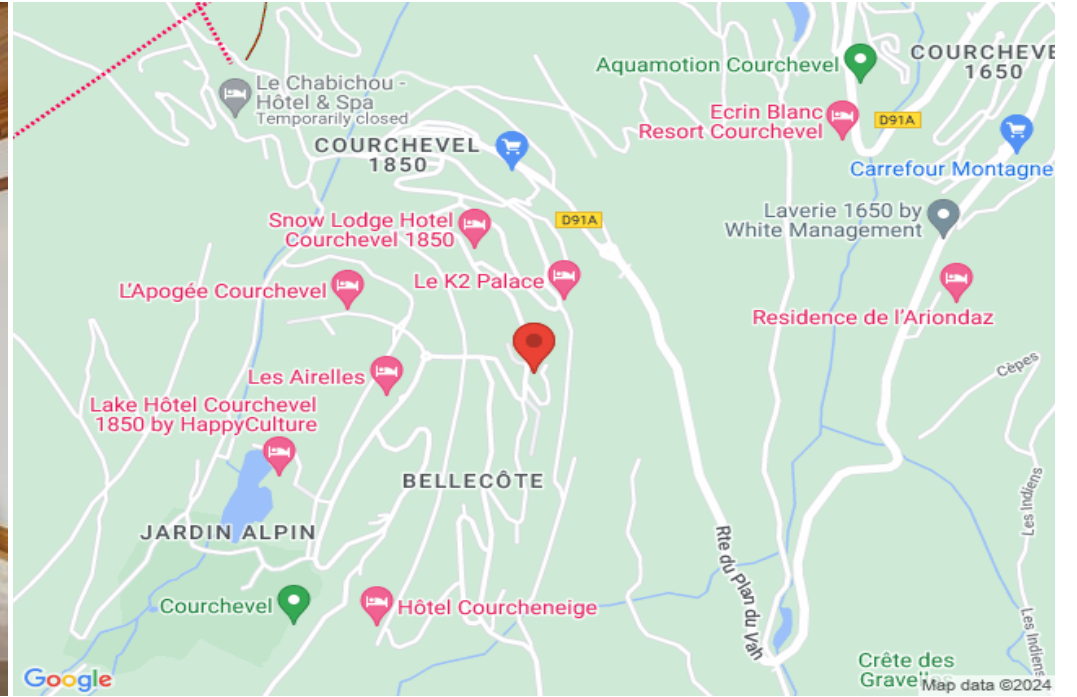 Le Chabichou -
Hôtel & Spa
Temporarily closed
COURCHEVEL
1850
Aquamotion Courchevel
COURCHEVE
1650
Ecrin Blanc
Resort Courchevel
D91A
Carrefour Montagne
Laverie 1650 by
White Management
Snow Lodge Hotel
Courchevel 1850
D91A
L'Apogée Courchevel
Le K2 Palace
Residence de l'Ariondaz
Cèpes
Les Airelles
Lake Hôtel Courchevel
1850 by HappyCulture
BELLECÔTE
JARDIN ALPIN
Les Indiens
Rte du Plan du Vah
Courchevel
Hôtel Courcheneige
Les Indiens
Crête des
Google
Map data ©2024